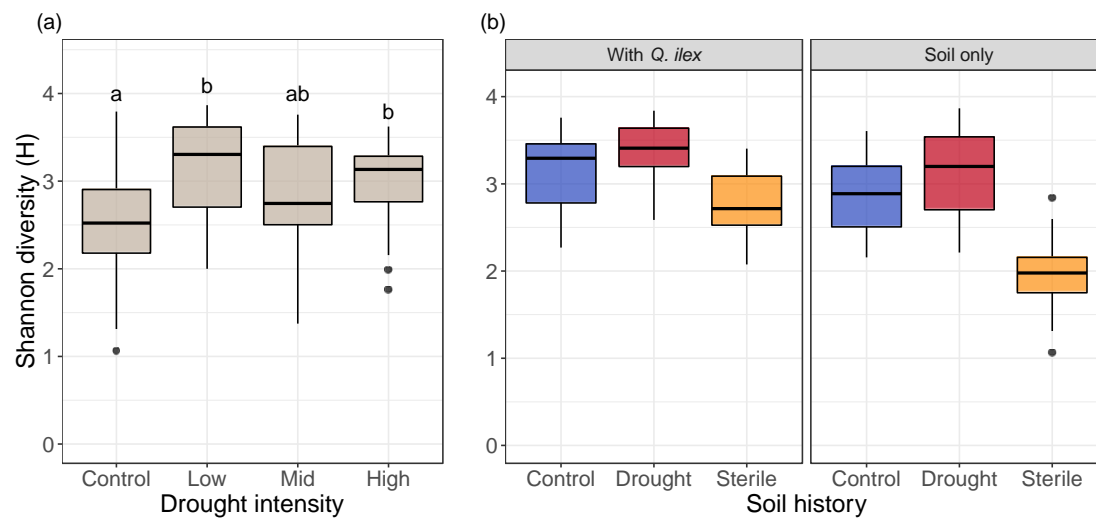 (a)
Shannon diversity (H)
4
3
2
1
0
a
b
ab
b
Control Low Mid High
Drought intensity
(b)
With Q. ilex
Soil only
4
3
2
1
0
Control Drought Sterile
Control Drought Sterile
Soil history